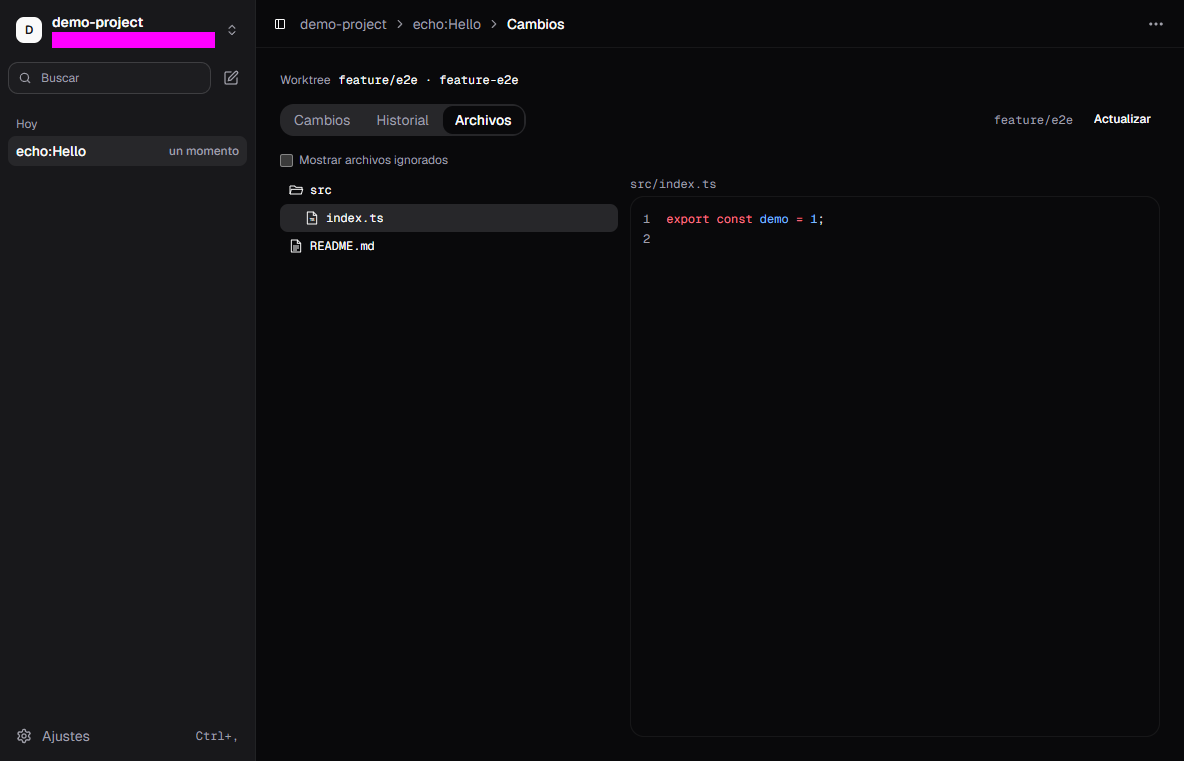 D demo-project
Buscar
Hoy
echo:Hello un momento
Ajustes Ctrl+,
demo-project > echo:Hello > Cambios
Worktree feature/e2e · feature-e2e
Cambios Historial Archivos
feature/e2e Actualizar
Mostrar archivos ignorados
src
index.ts
README.md
src/index.ts
1 export const demo = 1;
2